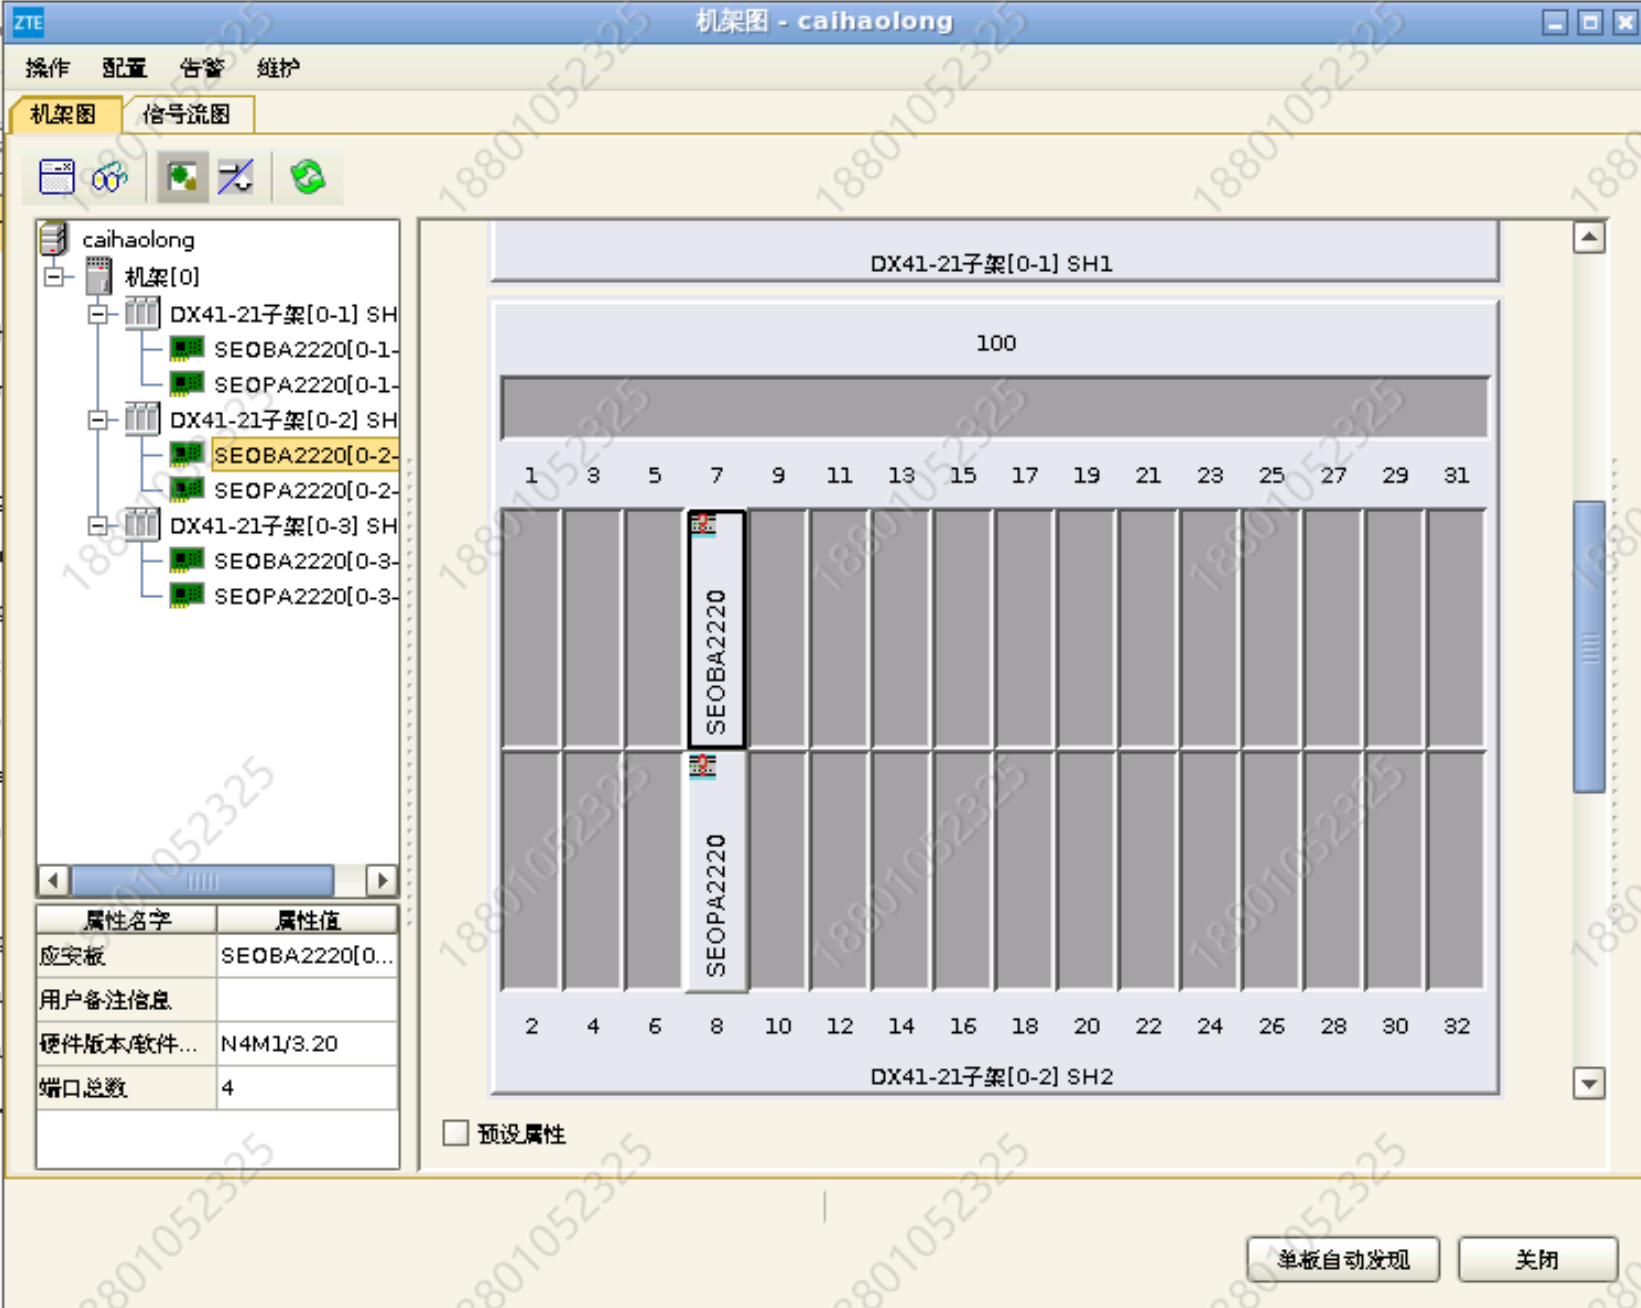 ZTE 机架图 - caihaolong
操作 配置 告警 维护
机架图 信号流图
caihaolong
机架[0]
DX41-21子架[0-1] SH
SEOBA2220[0-1-
SEOPA2220[0-1-
DX41-21子架[0-2] SH
SEOBA2220[0-2-
SEOPA2220[0-2-
DX41-21子架[0-3] SH
SEOBA2220[0-3-
SEOPA2220[0-3-
属性名字 属性值
应安板 SEOBA2220[0...
用户备注信息
硬件版本/软件... N4M1/3.20
端口总数 4
DX41-21子架[0-1] SH1
100
1 3 5 7 9 11 13 15 17 19 21 23 25 27 29 31
SEOBA2220
SEOPA2220
2 4 6 8 10 12 14 16 18 20 22 24 26 28 30 32
DX41-21子架[0-2] SH2
预设属性
单板自动发现 关闭
18801052325